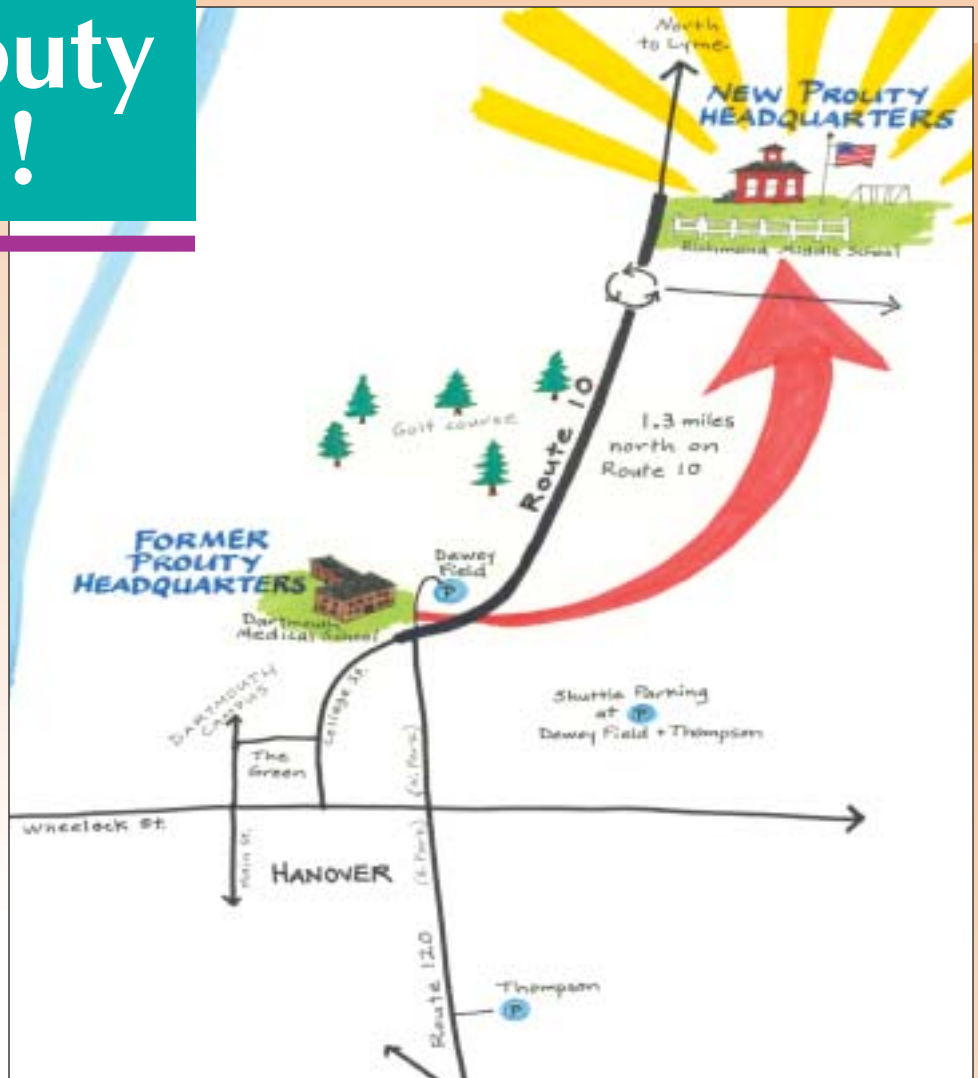 outy
!
North
to Lyme
NEW PROUTY
HEADQUARTERS
Richmond Middle School
Route 10
1.3 miles
north on
Route 10
Golf course
FORMER
PROUTY
HEADQUARTERS
Dewey
Field
P
Dartmouth
Medical School
DARTMOUTH
CAMPUS
College St.
Shuttle Parking
at P
Dewey Field + Thompson
The
Green
(N. Park)
Wheelock St.
Main St.
HANOVER
(S. Park)
Route 120
Thompson
P